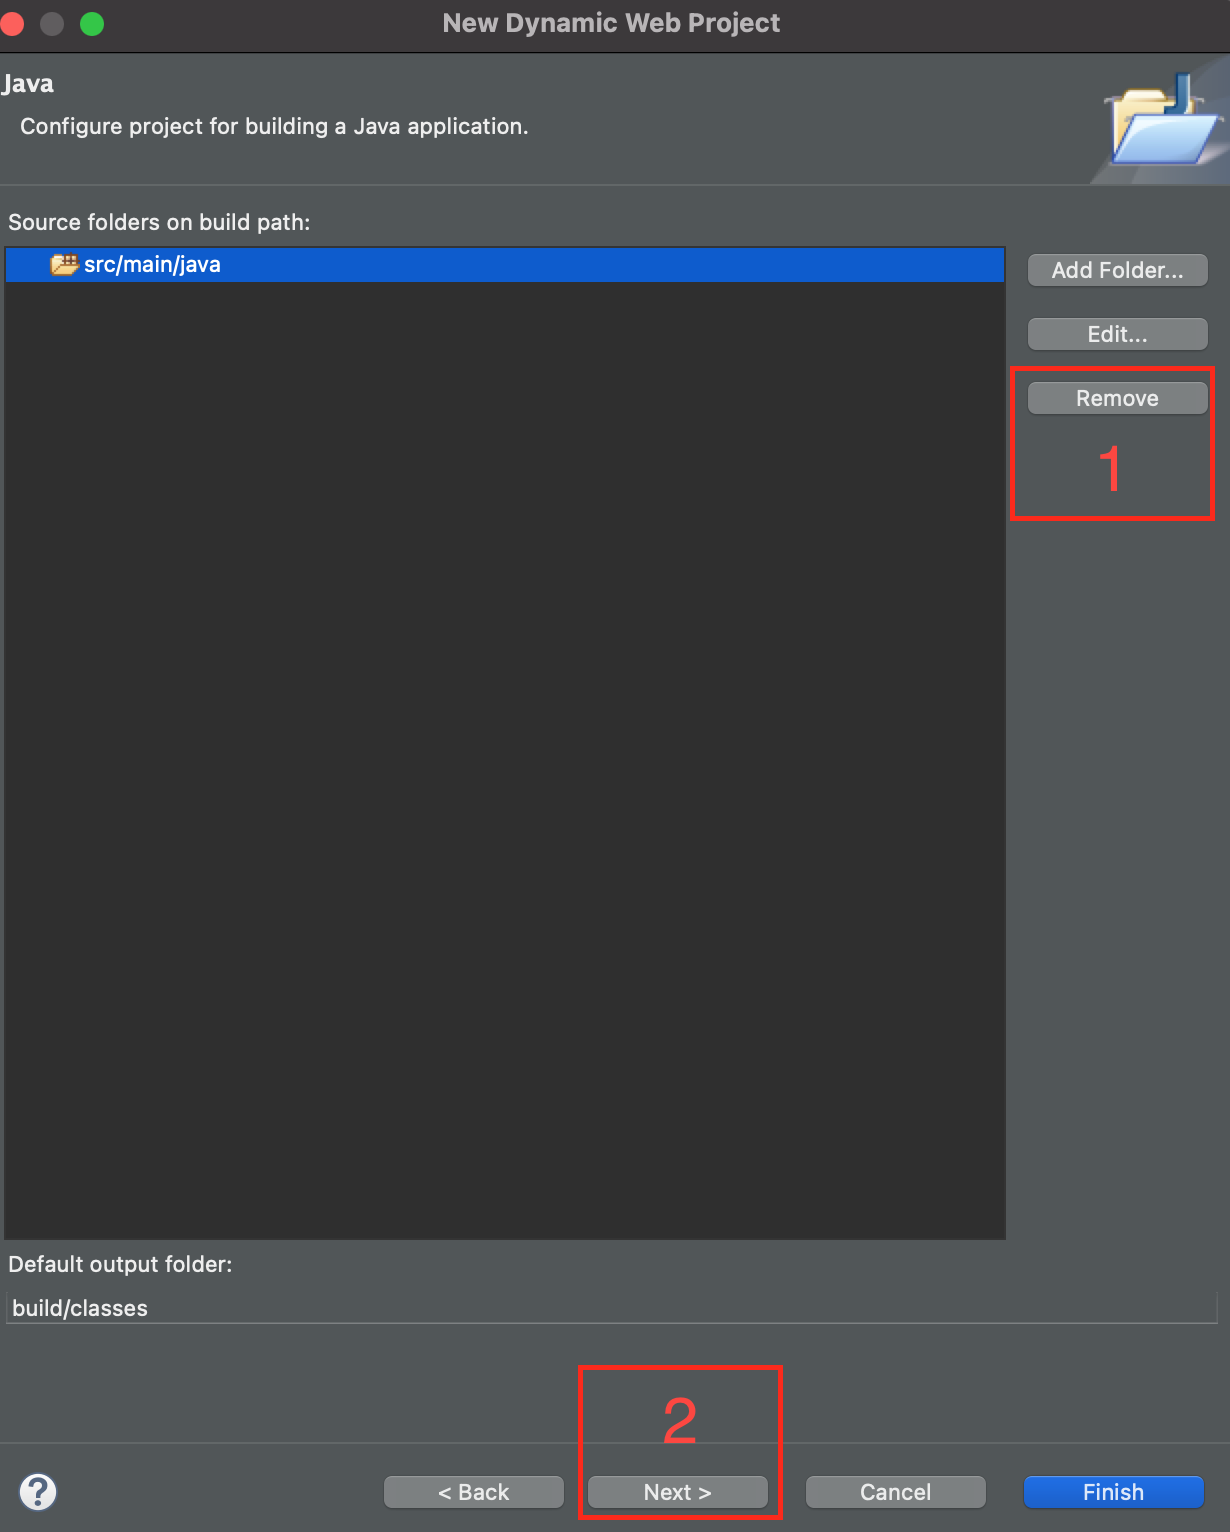 New Dynamic Web Project
Java
Configure project for building a Java application.
Source folders on build path:
src/main/java
Add Folder...
Edit...
Remove
1
Default output folder:
build/classes
2
?
< Back
Next >
Cancel
Finish